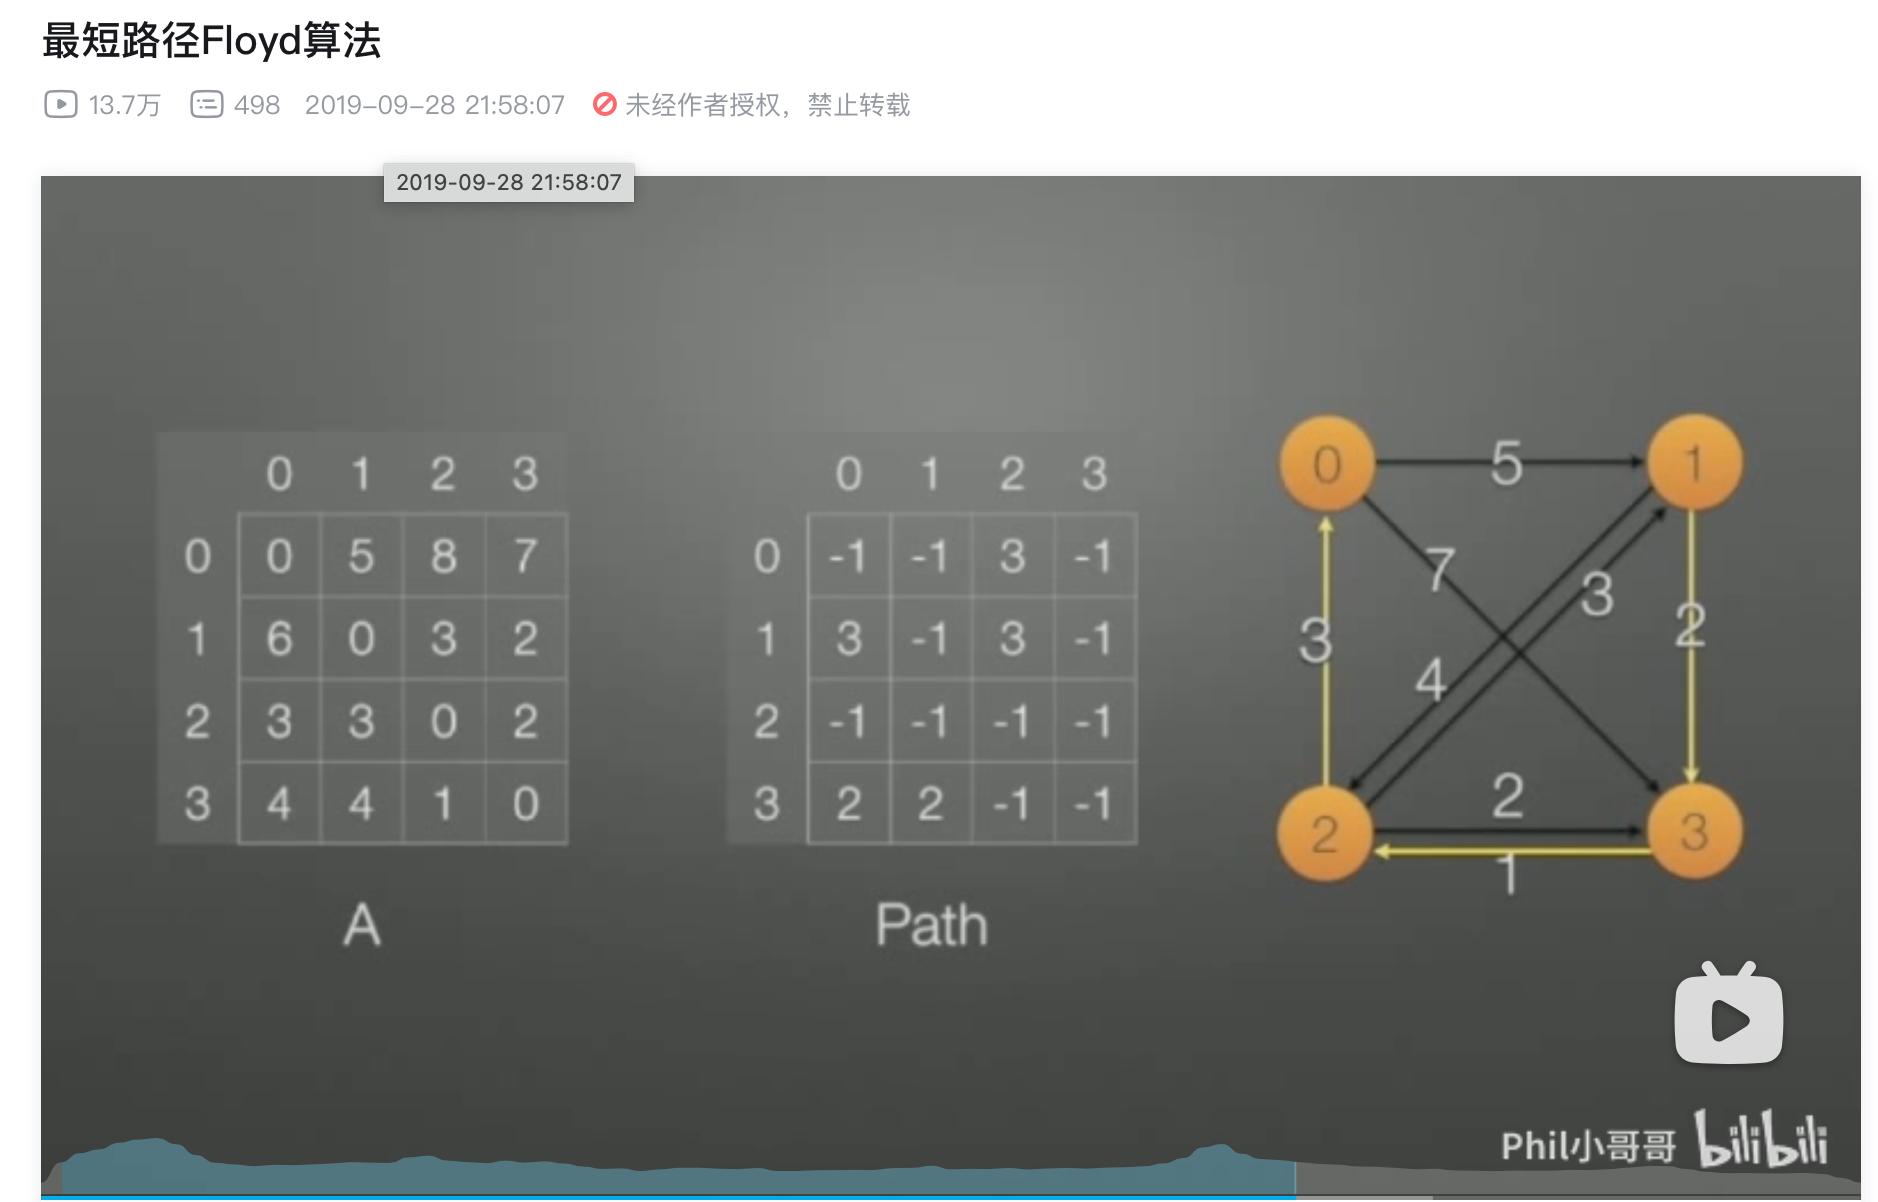 最短路径Floyd算法
13.7万 498 2019-09-28 21:58:07 未经作者授权，禁止转载
2019-09-28 21:58:07
0 1 2 3
0 0 5 8 7
1 6 0 3 2
2 3 3 0 2
3 4 4 1 0
A
0 1 2 3
0 -1 -1 3 -1
1 3 -1 3 -1
2 -1 -1 -1 -1
3 2 2 -1 -1
Path
0 5 1
7
3
3
2
4
2
2 3
1
Phil小哥哥 bilibili